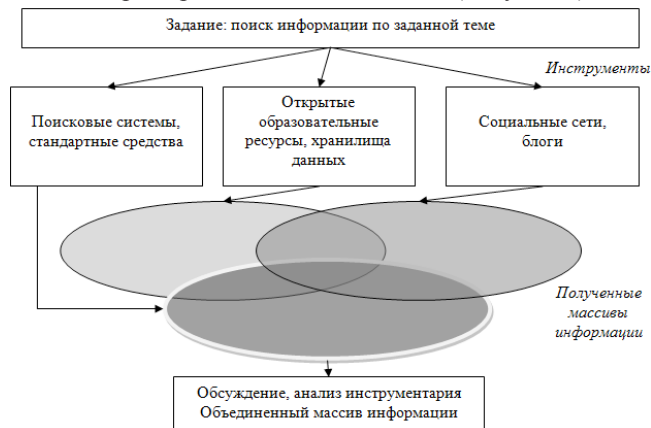 Задание: поиск информации по заданной теме
Инструменты
Поисковые системы,
стандартные средства
Открытые
образовательные
ресурсы, хранилища
данных
Социальные сети,
блоги
Полученные
массивы
информации
Обсуждение, анализ инструментария
Объединенный массив информации